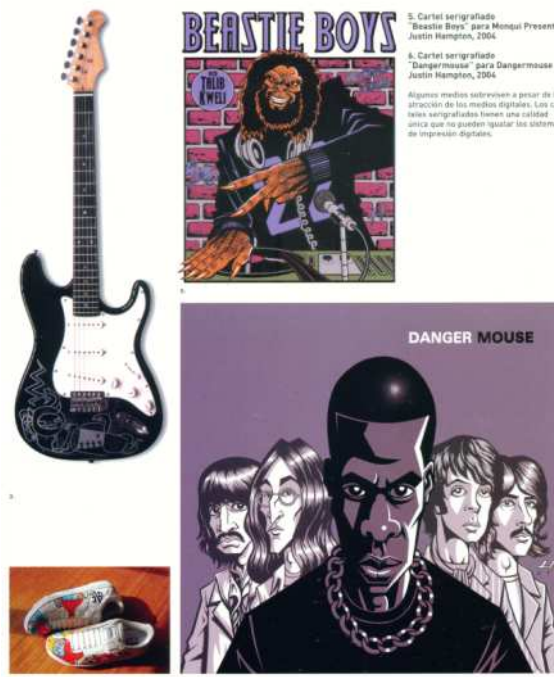 BEASTIE BOYS
TALIB
KWELI
5. Cartel serigrafiado
"Beastie Boys" para Monqui Present
Justin Hampton, 2004
6. Cartel serigrafiado
"Dangermouse" para Dangermouse
Justin Hampton, 2004
Algunos medios sobreviven a pesar de l
atracción de los medios digitales. Los c
teles serigrafiados tienen una calidad
única que no pueden igualar los sistem
de impresión digitales.
DANGER MOUSE